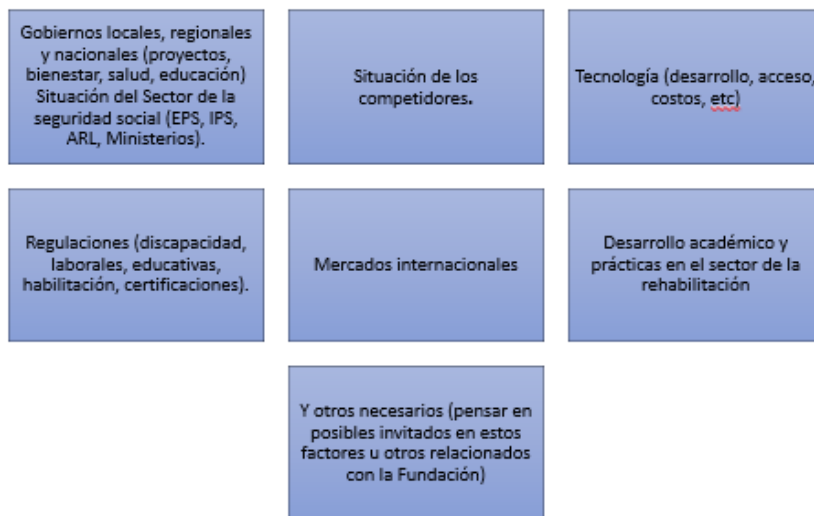 Gobiernos locales, regionales
y nacionales (proyectos,
bienestar, salud, educación)
Situación del Sector de la
seguridad social (EPS, IPS,
ARL, Ministerios).
Situación de los
competidores.
Tecnología (desarrollo, acceso,
costos, etc)
Regulaciones (discapacidad,
laborales, educativas,
habilitación, certificaciones).
Mercados internacionales
Desarrollo académico y
prácticas en el sector de la
rehabilitación
Y otros necesarios (pensar en
posibles invitados en estos
factores u otros relacionados
con la Fundación)